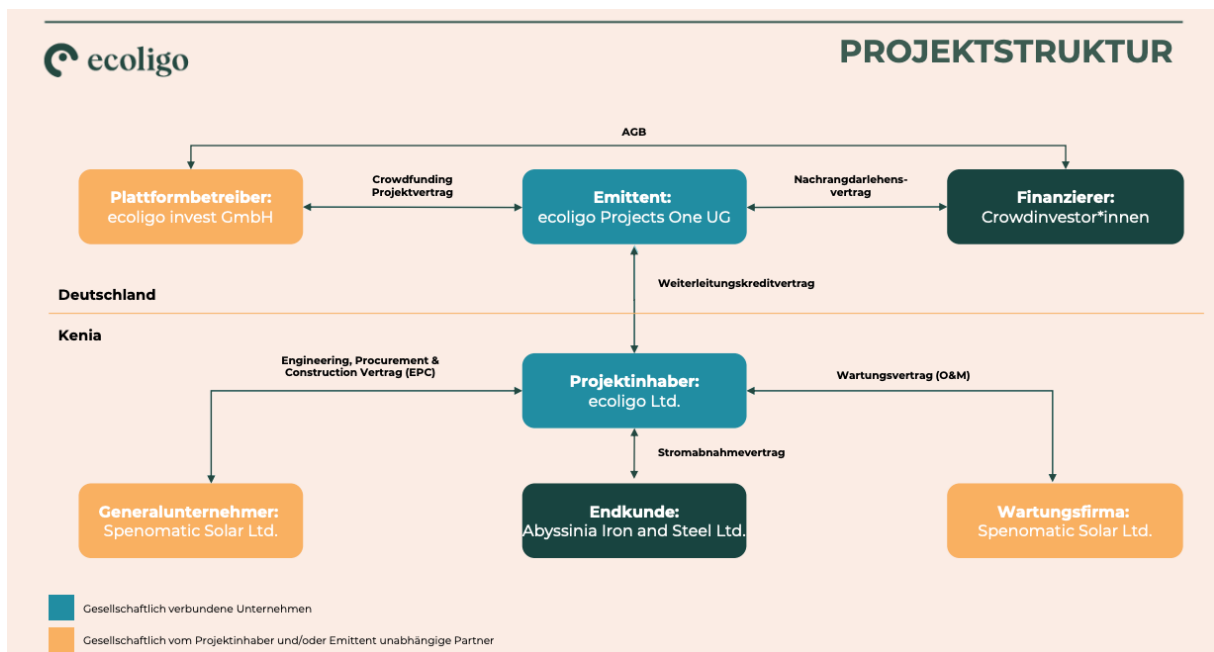 ecoligo
PROJEKTSTRUKTUR
AGB
Plattformbetreiber:
ecoligo invest GmbH
Crowdfunding
Projektvertrag
Emittent:
ecoligo Projects One UG
Nachrangdarlehens-
vertrag
Finanzierer:
Crowdinvestor*innen
Weiterleitungskreditvertrag
Deutschland
Kenia
Engineering, Procurement &
Construction Vertrag (EPC)
Projektinhaber:
ecoligo Ltd.
Wartungsvertrag (O&M)
Stromabnahmevertrag
Generalunternehmer:
Spenomatic Solar Ltd.
Endkunde:
Abyssinia Iron and Steel Ltd.
Wartungsfirma:
Spenomatic Solar Ltd.
Gesellschaftlich verbundene Unternehmen
Gesellschaftlich vom Projektinhaber und/oder Emittent unabhängige Partner